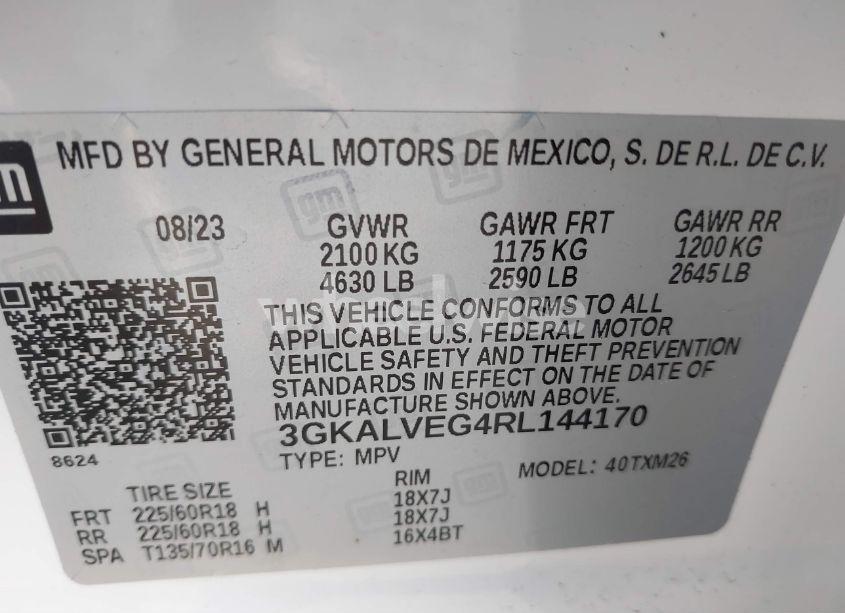 gm
MFD BY GENERAL MOTORS DE MEXICO, S. DE R.L. DE C.V.
08/23 GVWR GAWR FRT GAWR RR
2100 KG 1175 KG 1200 KG
4630 LB 2590 LB 2645 LB
THIS VEHICLE CONFORMS TO ALL
APPLICABLE U.S. FEDERAL MOTOR
VEHICLE SAFETY AND THEFT PREVENTION
STANDARDS IN EFFECT ON THE DATE OF
MANUFACTURE SHOWN ABOVE.
3GKALVEG4RL144170
8624
TYPE: MPV MODEL: 40TXM26
TIRE SIZE RIM
FRT 225/60R18 H 18X7J
RR 225/60R18 H 18X7J
SPA T135/70R16 M 16X4BT